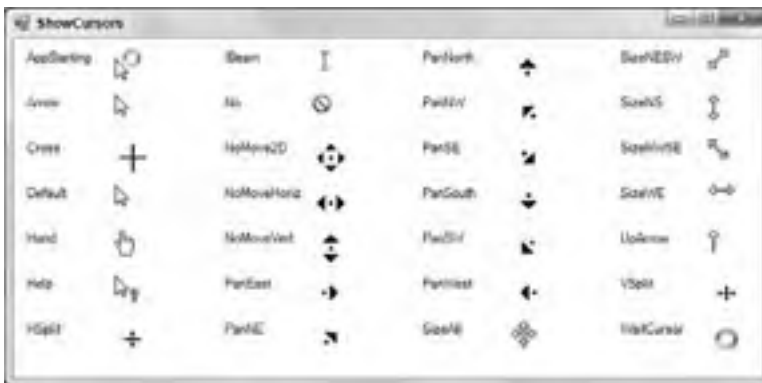 ShowCursors
AppStarting
IBeam
PanNorth
SizeNESW
Arrow
No
PanNW
SizeNS
Cross
NoMove2D
PanSE
SizeNWSE
Default
NoMoveHoriz
PanSouth
SizeWE
Hand
NoMoveVert
PanSW
UpArrow
Help
PanEast
PanWest
VSplit
HSplit
PanNE
SizeAll
WaitCursor